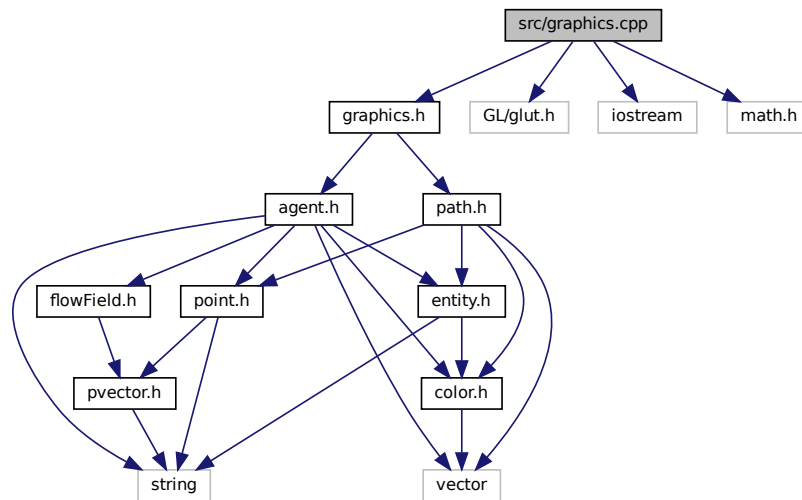 src/graphics.cpp
graphics.h
GL/glut.h
iostream
math.h
agent.h
path.h
flowField.h
point.h
entity.h
pvector.h
color.h
string
vector